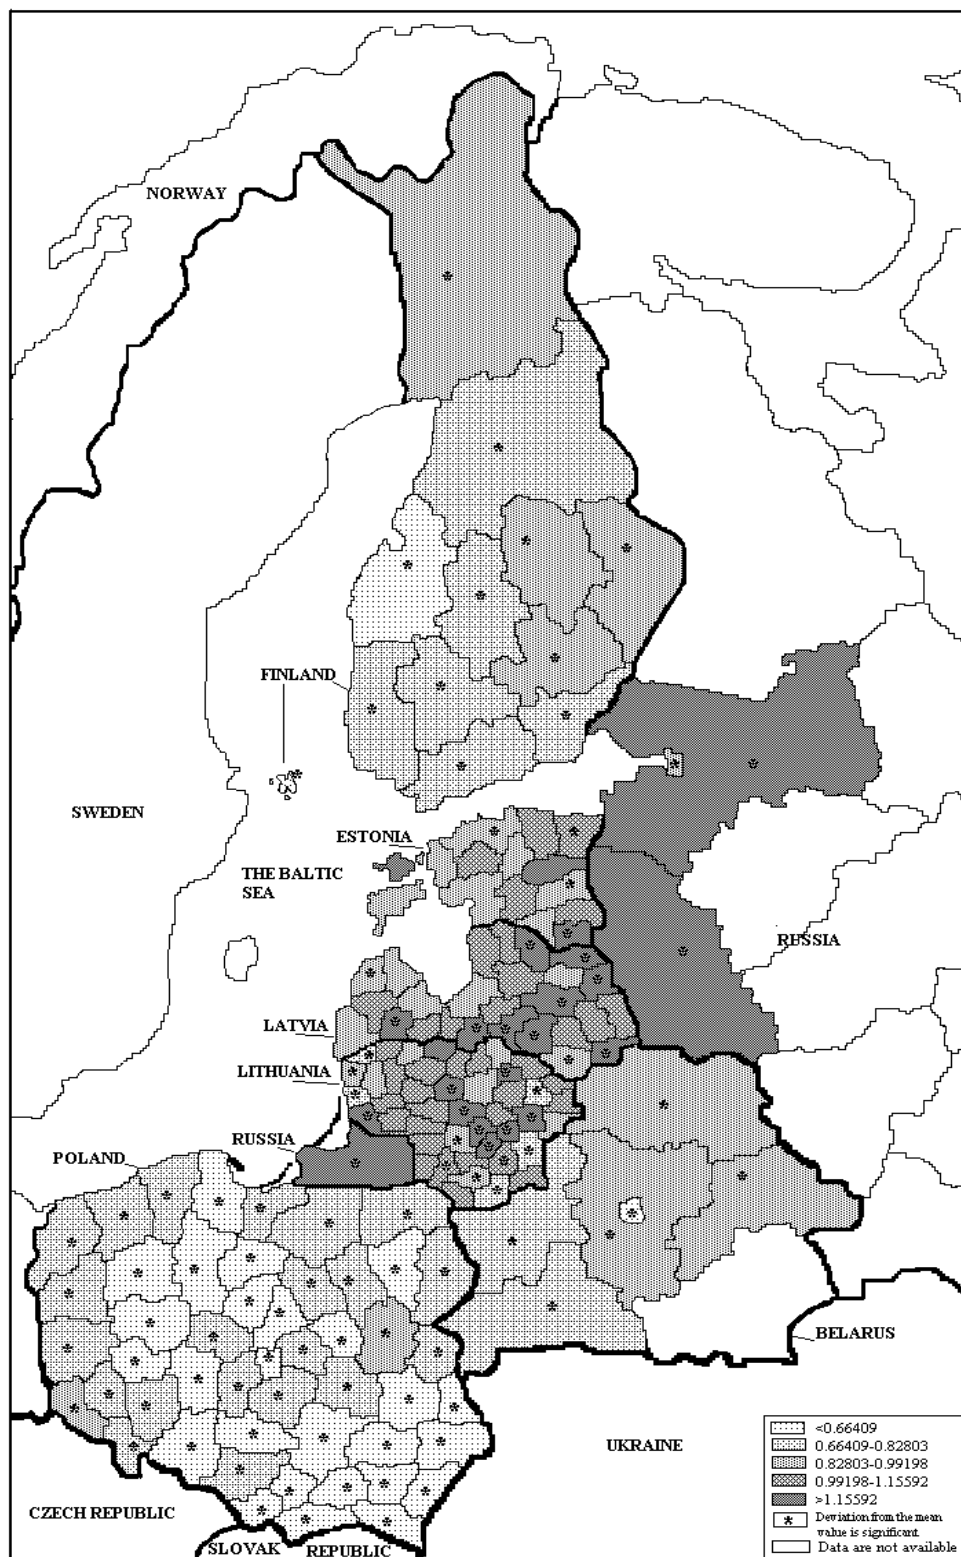 NORWAY
FINLAND
SWEDEN
ESTONIA
THE BALTIC
SEA
RUSSIA
LATVIA
LITHUANIA
RUSSIA
POLAND
BELARUS
UKRAINE
CZECH REPUBLIC
SLOVAK REPUBLIC
<0.66409
0.66409-0.82803
0.82803-0.99198
0.99198-1.15592
>1.15592
* Deviation from the mean
value is significant
Data are not available